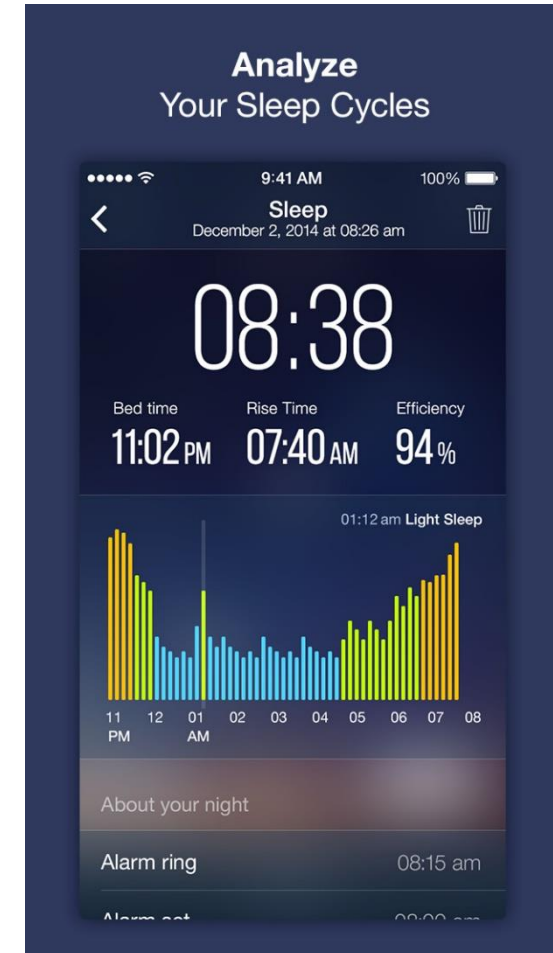 Analyze
Your Sleep Cycles
9:41 AM
100%
Sleep
December 2, 2014 at 08:26 am
08:38
Bed time
Rise Time
Efficiency
11:02 PM
07:40 AM
94%
01:12 am Light Sleep
11 12 01 02 03 04 05 06 07 08
PM AM
About your night
Alarm ring
08:15 am